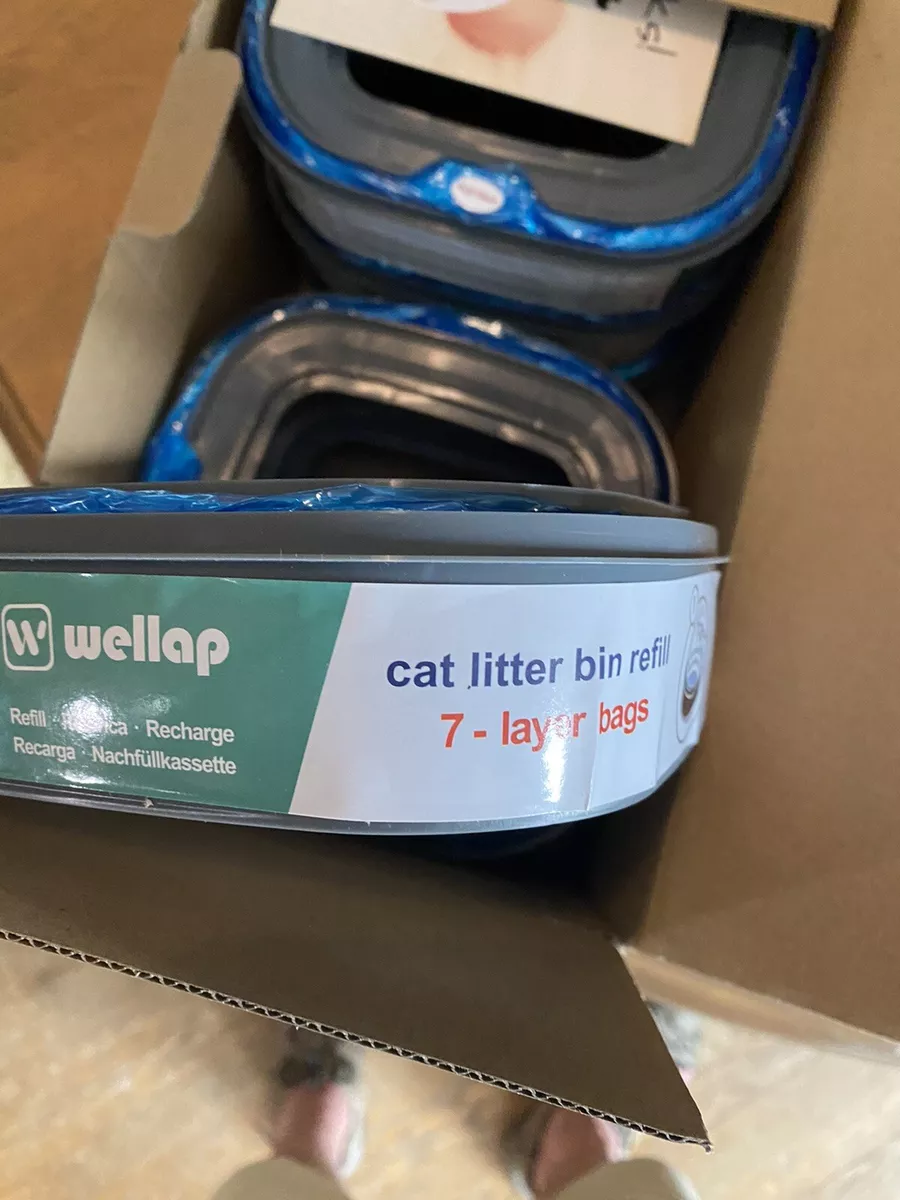 wellap
Refill · Recharge
Recarga · Nachfüllkassette
cat litter bin refill
7 - layer bags